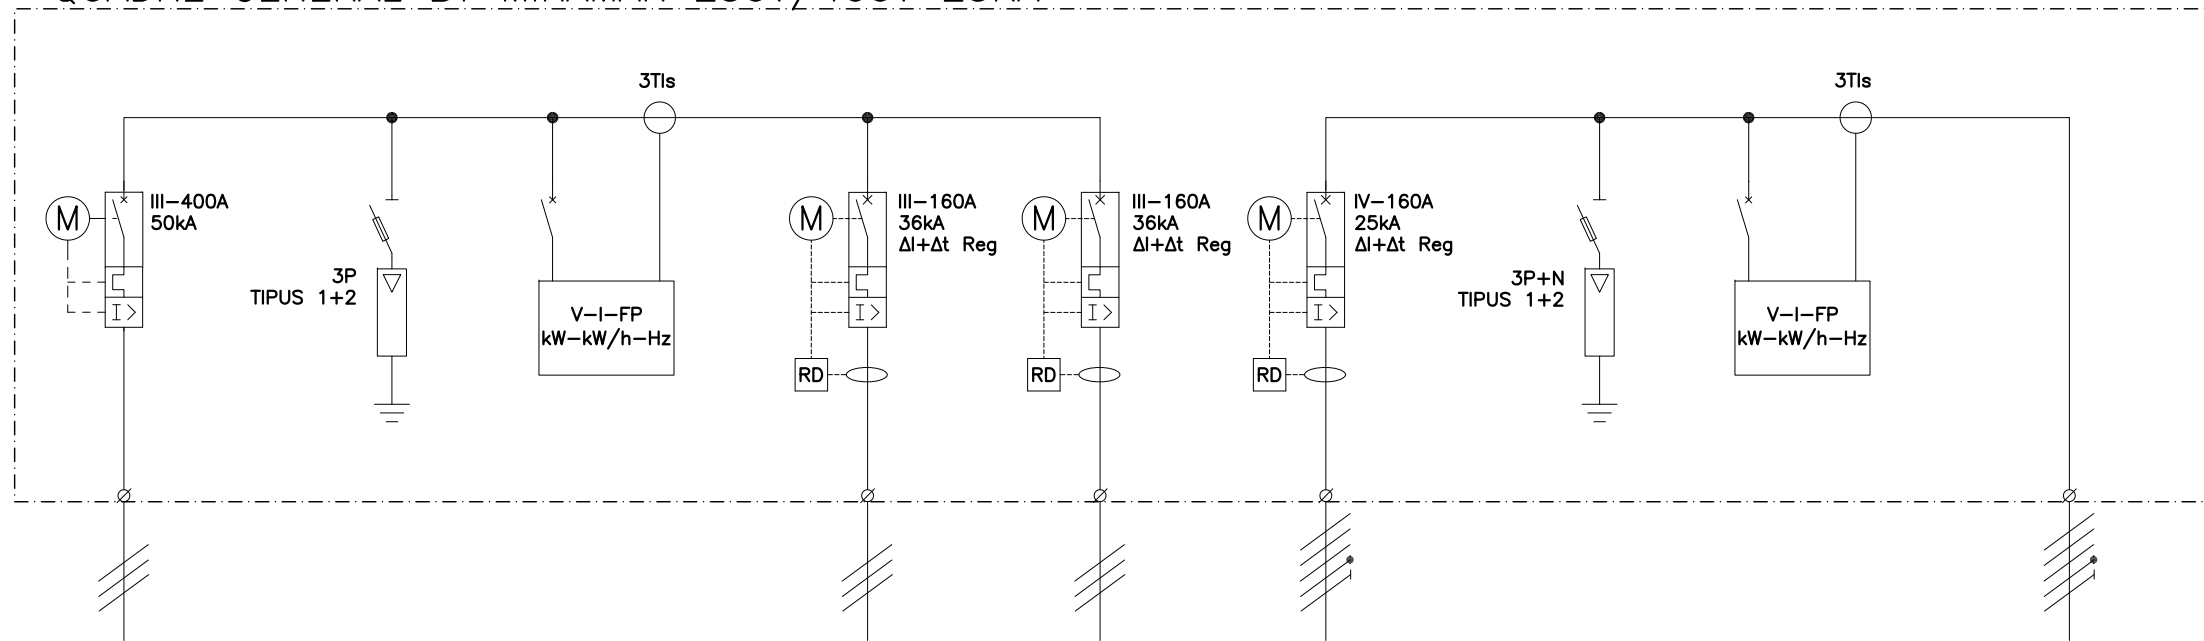 3TIs
3TIs
III-400A
50kA
M
3P
TIPUS 1+2
V-I-FP
kW-kW/h-Hz
III-160A
36kA
ΔI+Δt Reg
M
I>
RD
III-160A
36kA
ΔI+Δt Reg
M
I>
RD
IV-160A
25kA
ΔI+Δt Reg
M
I>
RD
3P+N
TIPUS 1+2
V-I-FP
kW-kW/h-Hz
I>